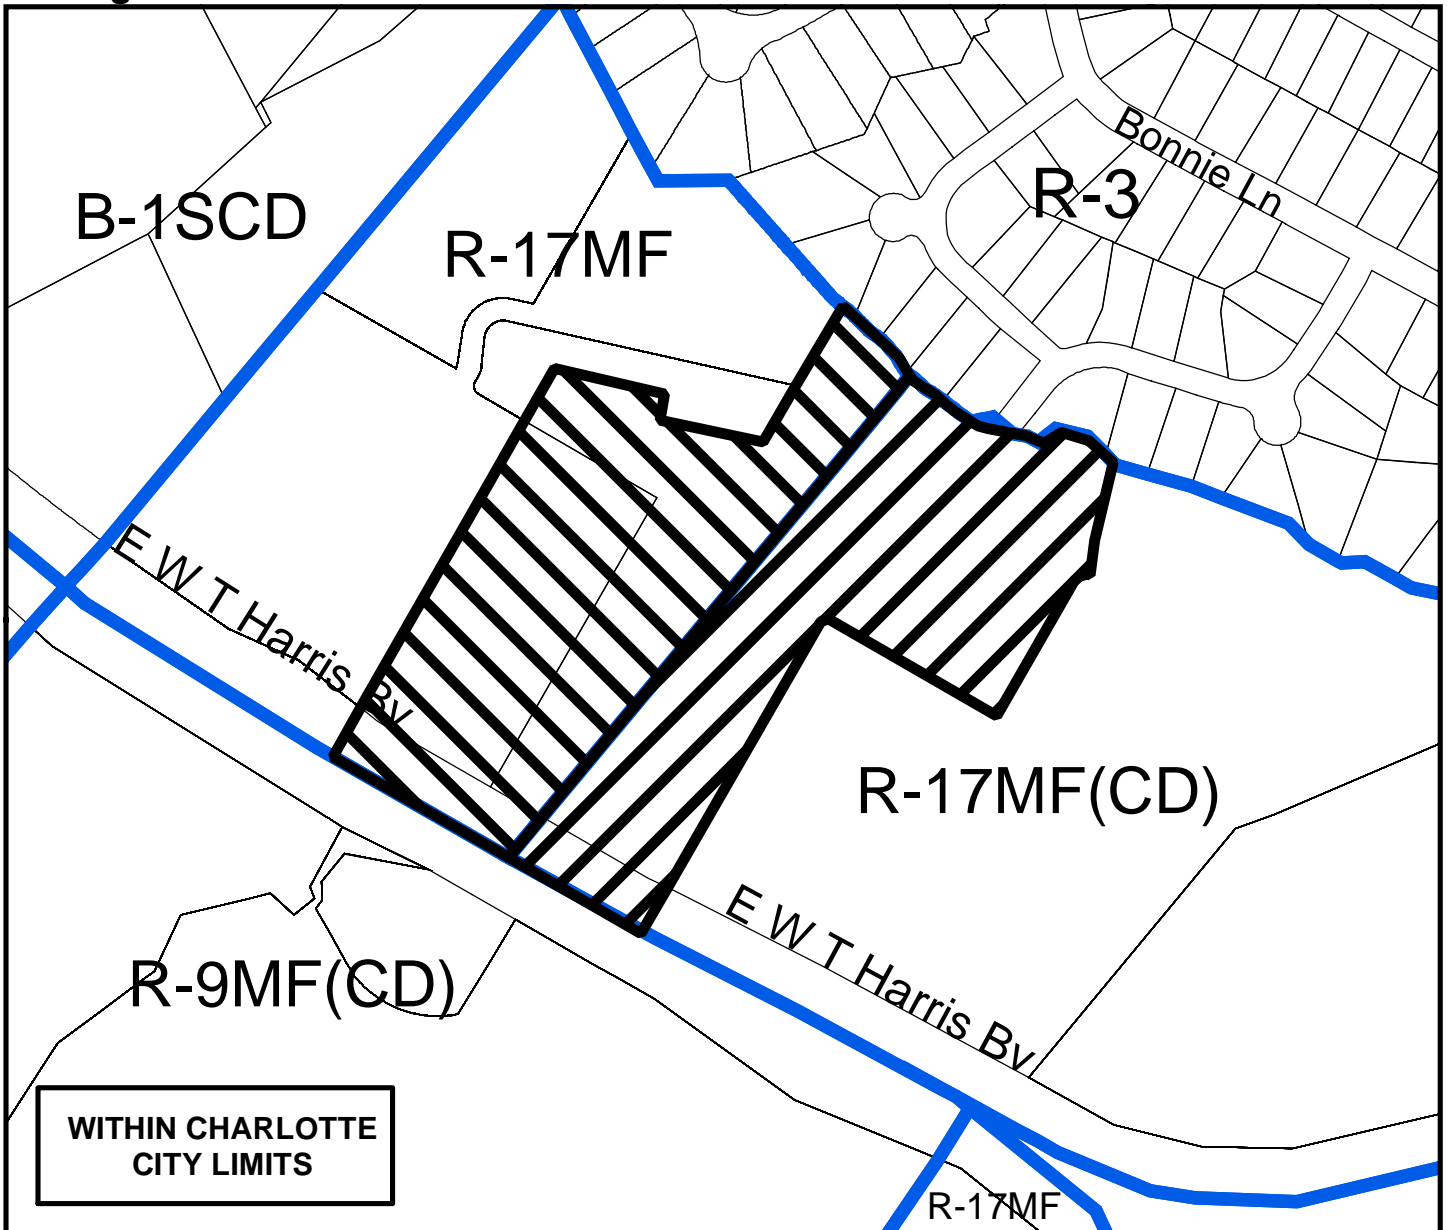 Bonnie Ln
R-3
B-1SCD
R-17MF
E W T Harris Bv
R-17MF(CD)
E W T Harris Bv
R-9MF(CD)
WITHIN CHARLOTTE
CITY LIMITS
R-17MF